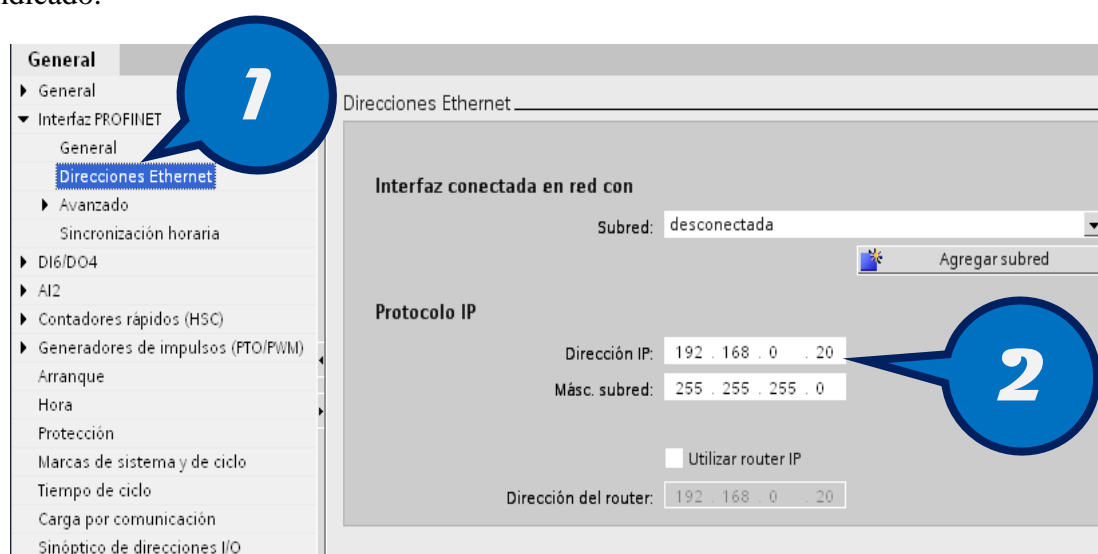 ndicado.
General
General
Interfaz PROFINET
General
Direcciones Ethernet
Avanzado
Sincronización horaria
DI6/DO4
AI2
Contadores rápidos (HSC)
Generadores de impulsos (PTO/PWM)
Arranque
Hora
Protección
Marcas de sistema y de ciclo
Tiempo de ciclo
Carga por comunicación
Sinóptico de direcciones I/O
1
Direcciones Ethernet
Interfaz conectada en red con
Subred: desconectada
Agregar subred
Protocolo IP
Dirección IP: 192 . 168 . 0 . 20
Másc. subred: 255 . 255 . 255 . 0
2
Utilizar router IP
Dirección del router: 192 . 168 . 0 . 20